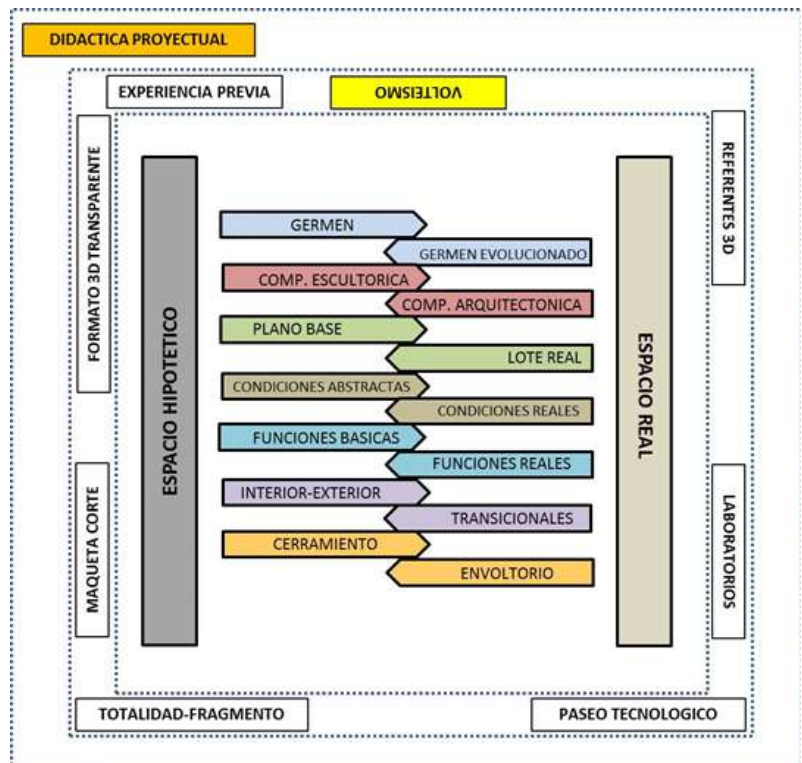 DIDACTICA PROYECTUAL
EXPERIENCIA PREVIA
VOLTEISMO
FORMATO 3D TRANSPARENTE
REFERENTES 3D
ESPACIO HIPOTETICO
ESPACIO REAL
GERMEN
GERMEN EVOLUCIONADO
COMP. ESCULTORICA
COMP. ARQUITECTONICA
PLANO BASE
LOTE REAL
CONDICIONES ABSTRACTAS
CONDICIONES REALES
FUNCIONES BASICAS
FUNCIONES REALES
INTERIOR-EXTERIOR
TRANSICIONALES
CERRAMIENTO
ENVOLTORIO
MAQUETA CORTE
LABORATORIOS
TOTALIDAD-FRAGMENTO
PASEO TECNOLOGICO